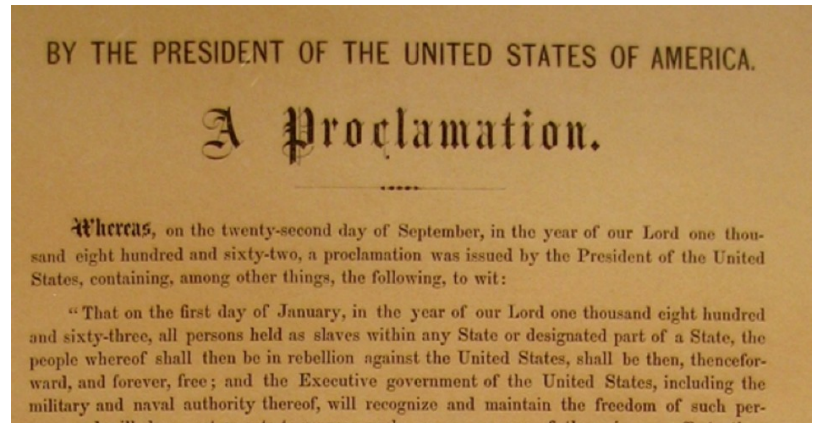 BY THE PRESIDENT OF THE UNITED STATES OF AMERICA.
A Proclamation.
Whereas, on the twenty-second day of September, in the year of our Lord one thou-
sand eight hundred and sixty-two, a proclamation was issued by the President of the United
States, containing, among other things, the following, to wit:
"That on the first day of January, in the year of our Lord one thousand eight hundred
and sixty-three, all persons held as slaves within any State or designated part of a State, the
people whereof shall then be in rebellion against the United States, shall be then, thencefor-
ward, and forever, free; and the Executive government of the United States, including the
military and naval authority thereof, will recognize and maintain the freedom of such per-